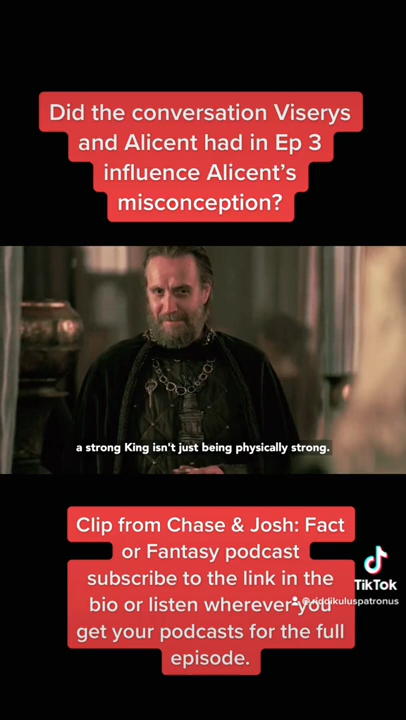 Did the conversation Viserys
and Alicent had in Ep 3
influence Alicent's
misconception?
a strong King isn't just being physically strong.
Clip from Chase & Josh: Fact
or Fantasy podcast
subscribe to the link in the
bio or listen wherever you
get your podcasts for the full
episode.
TikTok
@riddikuluspatronus